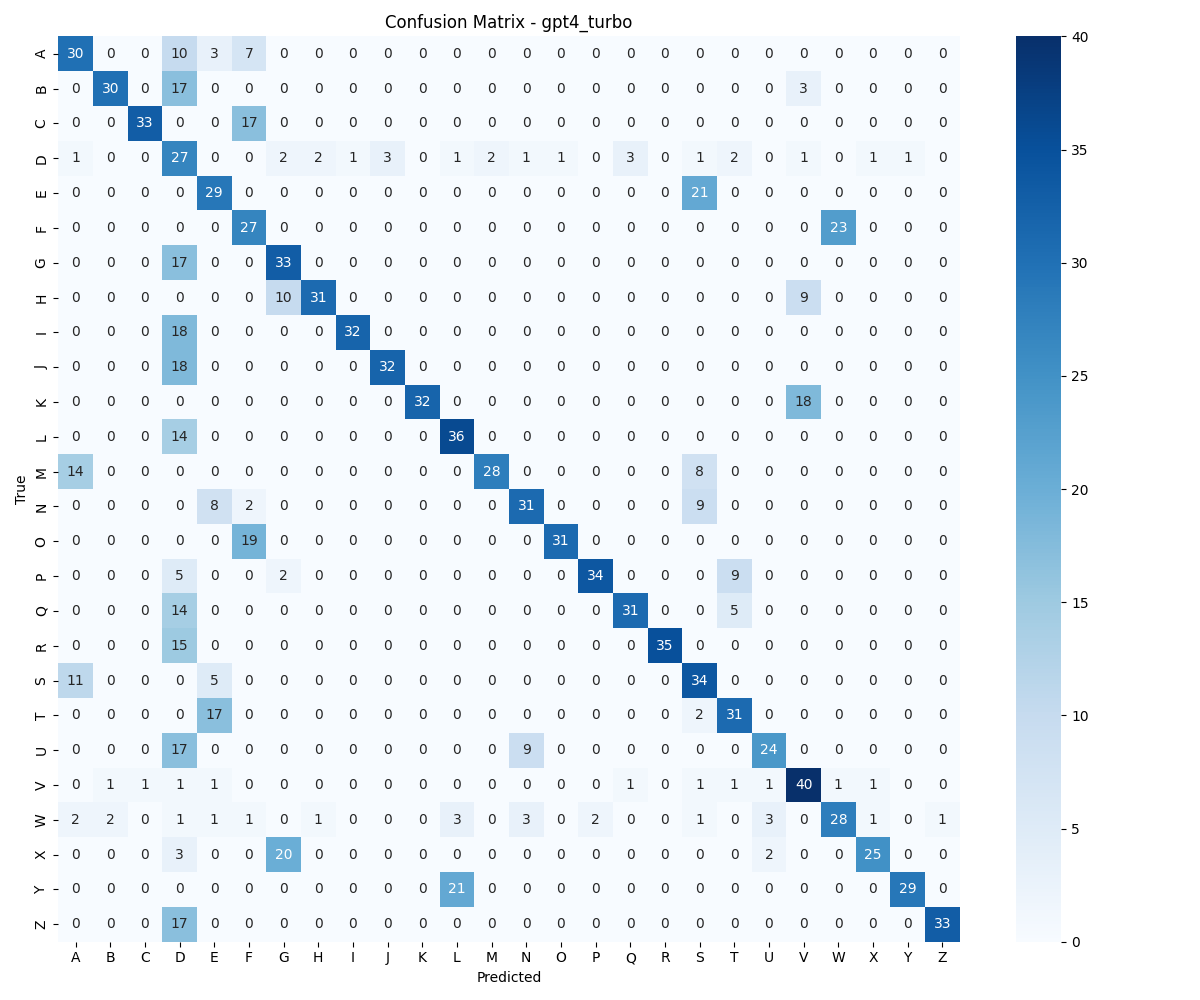 Confusion Matrix - gpt4_turbo
A 30 0 0 10 3 7 0 0 0 0 0 0 0 0 0 0 0 0 0 0 0 0 0 0 0 0
B 0 30 0 17 0 0 0 0 0 0 0 0 0 0 0 0 0 0 0 0 0 3 0 0 0 0
C 0 0 33 0 0 17 0 0 0 0 0 0 0 0 0 0 0 0 0 0 0 0 0 0 0 0
D 1 0 0 27 0 0 2 2 1 3 0 1 2 1 1 0 3 0 1 2 0 1 0 1 1 0
E 0 0 0 0 29 0 0 0 0 0 0 0 0 0 0 0 0 0 21 0 0 0 0 0 0 0
F 0 0 0 0 0 27 0 0 0 0 0 0 0 0 0 0 0 0 0 0 0 0 23 0 0 0
G 0 0 0 17 0 0 33 0 0 0 0 0 0 0 0 0 0 0 0 0 0 0 0 0 0 0
H 0 0 0 0 0 0 10 31 0 0 0 0 0 0 0 0 0 0 0 0 0 9 0 0 0 0
I 0 0 0 18 0 0 0 0 32 0 0 0 0 0 0 0 0 0 0 0 0 0 0 0 0 0
J 0 0 0 18 0 0 0 0 0 32 0 0 0 0 0 0 0 0 0 0 0 0 0 0 0 0
K 0 0 0 0 0 0 0 0 0 0 32 0 0 0 0 0 0 0 0 0 0 18 0 0 0 0
L 0 0 0 14 0 0 0 0 0 0 0 36 0 0 0 0 0 0 0 0 0 0 0 0 0 0
M 14 0 0 0 0 0 0 0 0 0 0 0 28 0 0 0 0 0 8 0 0 0 0 0 0 0
N 0 0 0 0 8 2 0 0 0 0 0 0 0 31 0 0 0 0 9 0 0 0 0 0 0 0
O 0 0 0 0 0 19 0 0 0 0 0 0 0 0 31 0 0 0 0 0 0 0 0 0 0 0
P 0 0 0 5 0 0 2 0 0 0 0 0 0 0 0 34 0 0 0 9 0 0 0 0 0 0
Q 0 0 0 14 0 0 0 0 0 0 0 0 0 0 0 0 31 0 0 5 0 0 0 0 0 0
R 0 0 0 15 0 0 0 0 0 0 0 0 0 0 0 0 0 35 0 0 0 0 0 0 0 0
S 11 0 0 0 5 0 0 0 0 0 0 0 0 0 0 0 0 0 34 0 0 0 0 0 0 0
T 0 0 0 0 17 0 0 0 0 0 0 0 0 0 0 0 0 0 2 31 0 0 0 0 0 0
U 0 0 0 17 0 0 0 0 0 0 0 0 0 9 0 0 0 0 0 0 24 0 0 0 0 0
V 0 1 1 1 1 0 0 0 0 0 0 0 0 0 0 0 1 0 1 1 1 40 1 1 0 0
W 2 2 0 1 1 1 0 1 0 0 0 3 0 3 0 2 0 0 1 0 3 0 28 1 0 1
X 0 0 0 3 0 0 20 0 0 0 0 0 0 0 0 0 0 0 0 0 2 0 0 25 0 0
Y 0 0 0 0 0 0 0 0 0 0 0 21 0 0 0 0 0 0 0 0 0 0 0 0 29 0
Z 0 0 0 17 0 0 0 0 0 0 0 0 0 0 0 0 0 0 0 0 0 0 0 0 0 33
A B C D E F G H I J K L M N O P Q R S T U V W X Y Z
Predicted
True
40
35
30
25
20
15
10
5
0